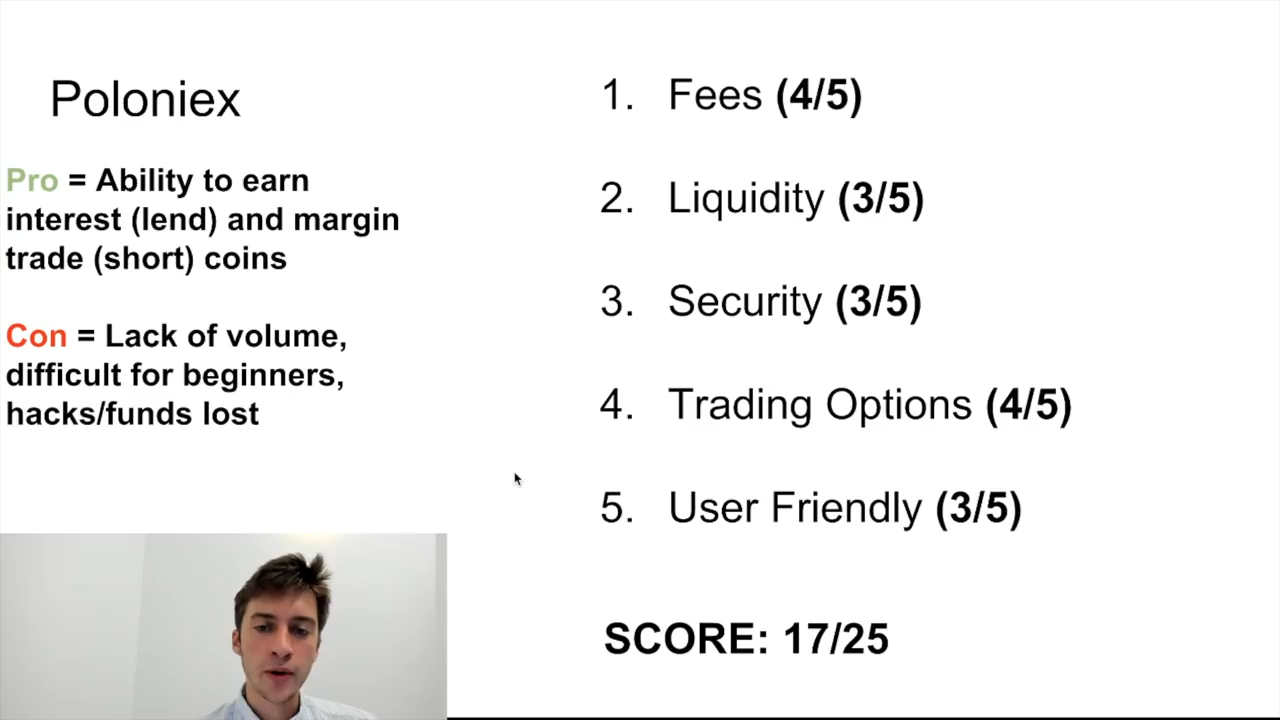 Poloniex
Pro = Ability to earn
interest (lend) and margin
trade (short) coins
Con = Lack of volume,
difficult for beginners,
hacks/funds lost
1. Fees (4/5)
2. Liquidity (3/5)
3. Security (3/5)
4. Trading Options (4/5)
5. User Friendly (3/5)
SCORE: 17/25